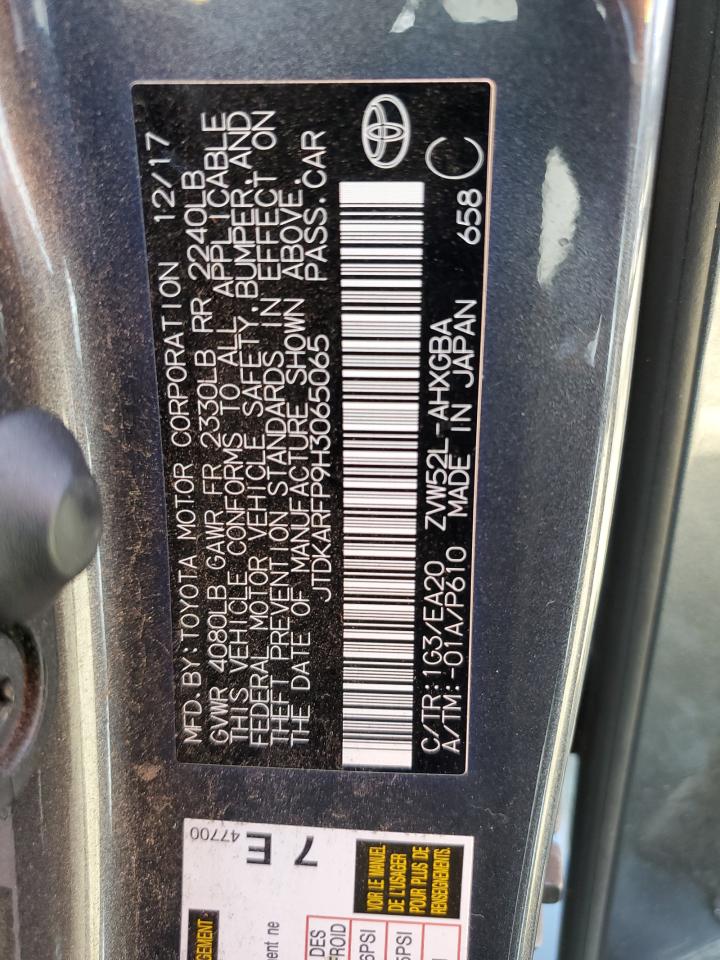 MFD.BY:TOYOTA MOTOR CORPORATION 12/17
GVWR 4080LB GAWR FR 2330LB RR 2240LB
THIS VEHICLE CONFORMS TO ALL APPLICABLE
FEDERAL MOTOR VEHICLE SAFETY,BUMPER,AND
THEFT PREVENTION STANDARDS IN EFFECT ON
THE DATE OF MANUFACTURE SHOWN ABOVE.
JTDKARFP9H3065065 PASS.CAR
C/TR:1G3/EA20 ZVW52L-AHXGBA
A/TM:-01A/P610 MADE IN JAPAN 658 C
47700
7 E
VOIR LE MANUEL
DE L'USAGER
POUR PLUS DE
RENSEIGNEMENTS
DES